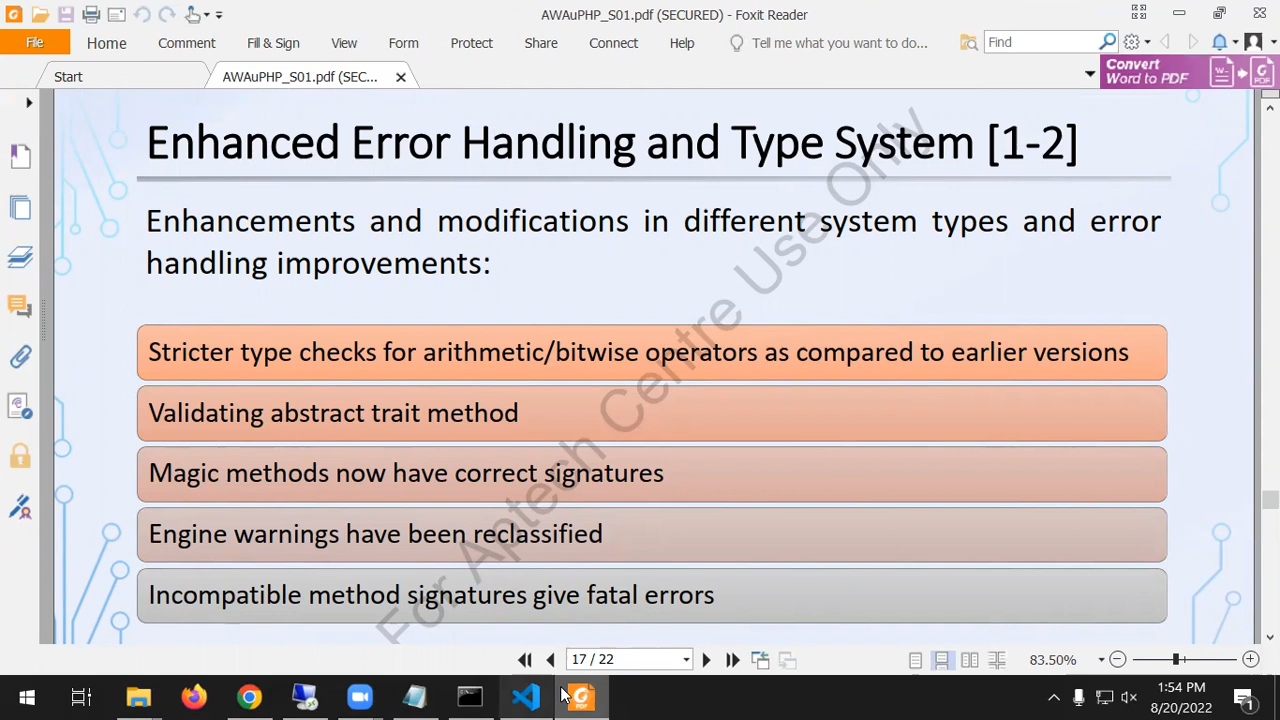 AWAuPHP_S01.pdf (SECURED) - Foxit Reader
File Home Comment Fill & Sign View Form Protect Share Connect Help Tell me what you want to do... Find
Start AWAuPHP_S01.pdf (SEC... Convert Word to PDF
Enhanced Error Handling and Type System [1-2]
Enhancements and modifications in different system types and error
handling improvements:
Stricter type checks for arithmetic/bitwise operators as compared to earlier versions
Validating abstract trait method
Magic methods now have correct signatures
Engine warnings have been reclassified
Incompatible method signatures give fatal errors
For Aptech Centre Use Only
17 / 22 83.50%
1:54 PM
8/20/2022
1